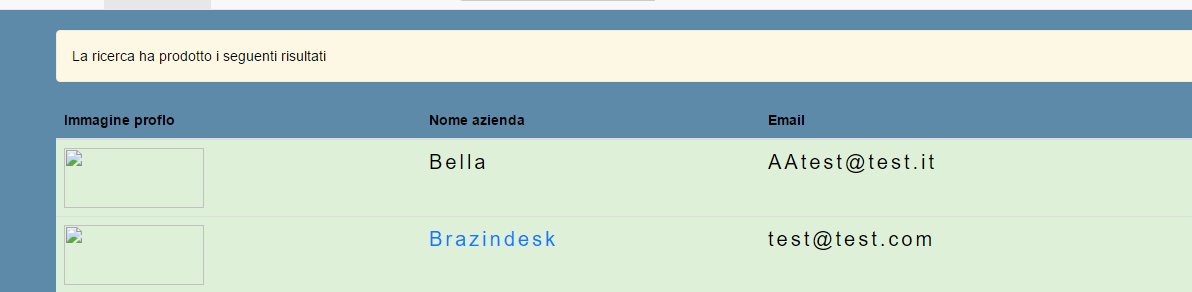 La ricerca ha prodotto i seguenti risultati
Immagine proflo Nome azienda Email
Bella AAtest@test.it
Brazindesk test@test.com